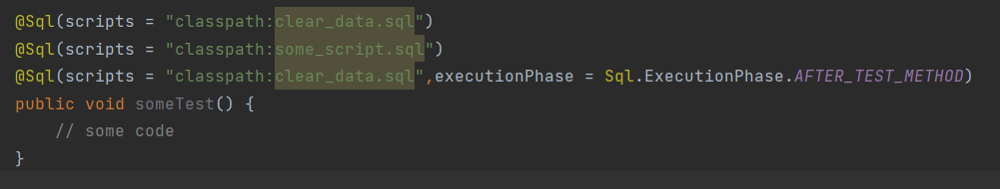 @Sql(scripts = "classpath:clear_data.sql")
@Sql(scripts = "classpath:some_script.sql")
@Sql(scripts = "classpath:clear_data.sql",executionPhase = Sql.ExecutionPhase.AFTER_TEST_METHOD)
public void someTest() {
    // some code
}